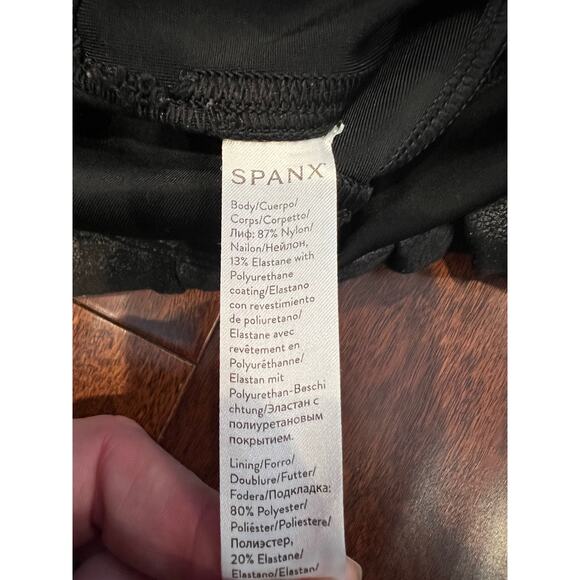 SPANX
Body/Cuerpo/
Corps/Corpetto/
Лиф: 87% Nylon/
Nailon/Нейлон,
13% Elastane with
Polyurethane
coating/Elastano
con revestimiento
de poliuretano/
Elastane avec
revêtement en
Polyuréthanne/
Elastan mit
Polyurethan-Beschi
chtung/Эластан с
полиуретановым
покрытием.
Lining/Forro/
Doublure/Futter/
Fodera/Подкладка:
80% Polyester/
Poliéster/Poliestere/
Полиэстер,
20% Elastane/
Elastano/Elastan/